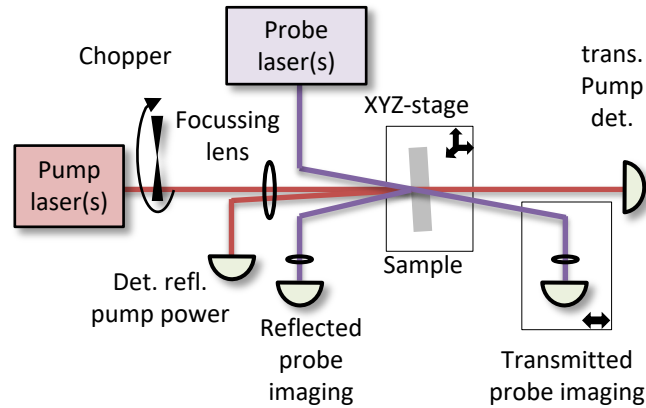 Chopper
Probe
laser(s)
trans.
Pump
det.
XYZ-stage
Focussing
lens
Pump
laser(s)
Sample
Det. refl.
pump power
Reflected
probe
imaging
Transmitted
probe imaging